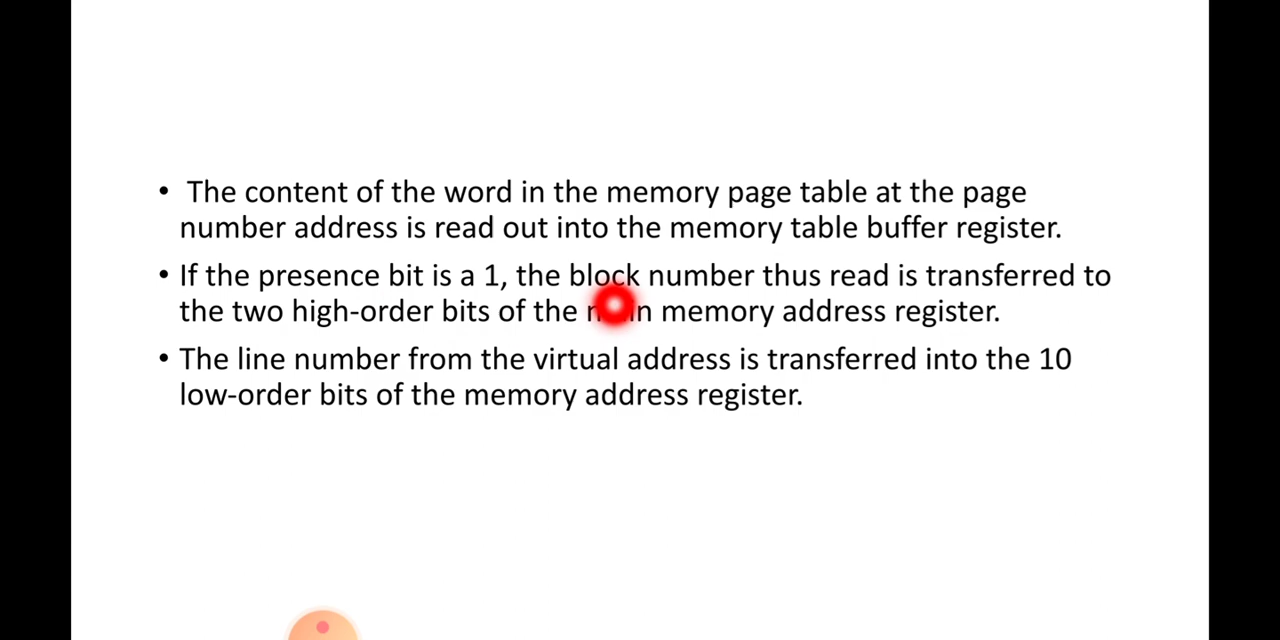 • The content of the word in the memory page table at the page
number address is read out into the memory table buffer register.
• If the presence bit is a 1, the block number thus read is transferred to
the two high-order bits of the main memory address register.
• The line number from the virtual address is transferred into the 10
low-order bits of the memory address register.